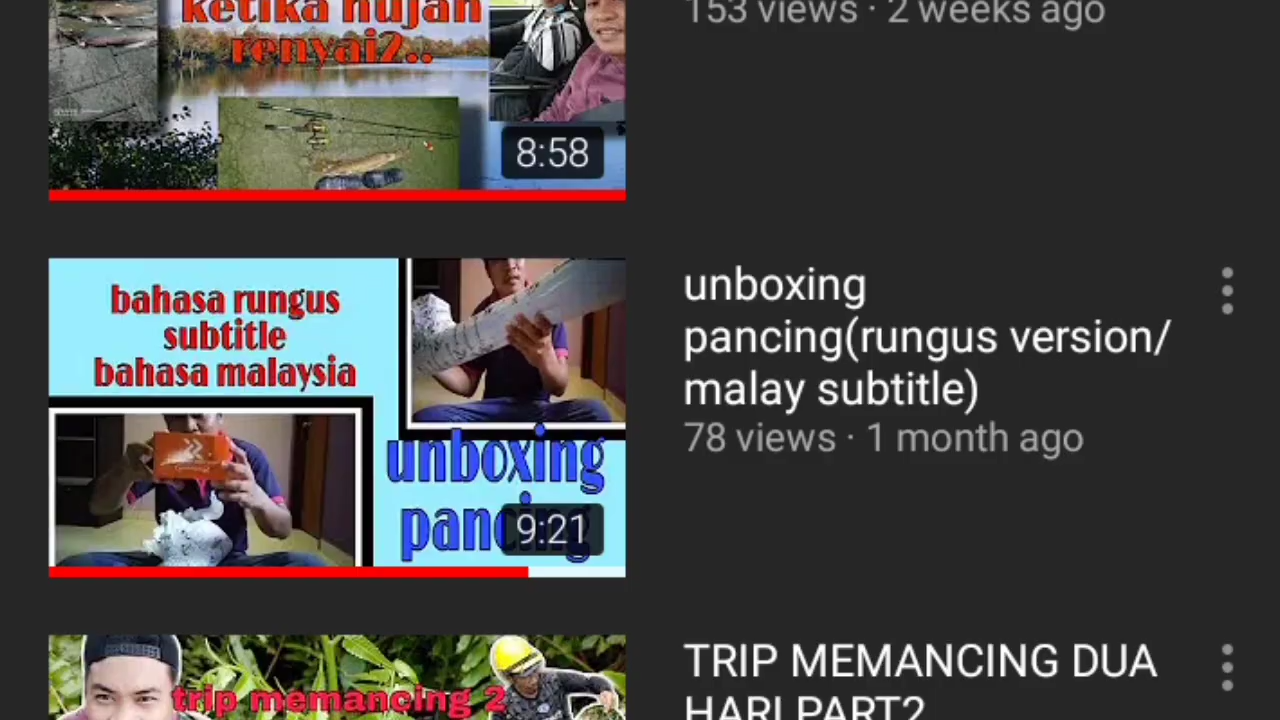 ketika hujan
renyai2..
8:58
153 views · 2 weeks ago
bahasa rungus
subtitle
bahasa malaysia
unboxing
pancing
9:21
unboxing
pancing(rungus version/
malay subtitle)
78 views · 1 month ago
trip memancing 2
TRIP MEMANCING DUA
HARI PART2